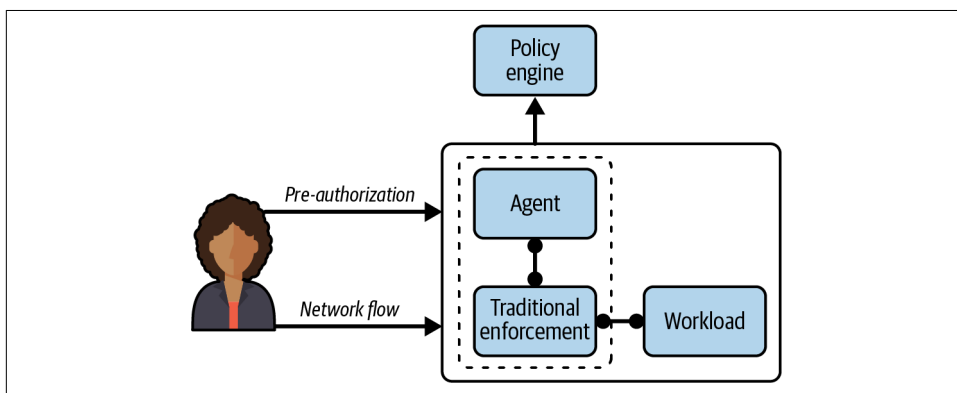 Policy
engine
Pre-authorization
Agent
Network flow
Traditional
enforcement
Workload